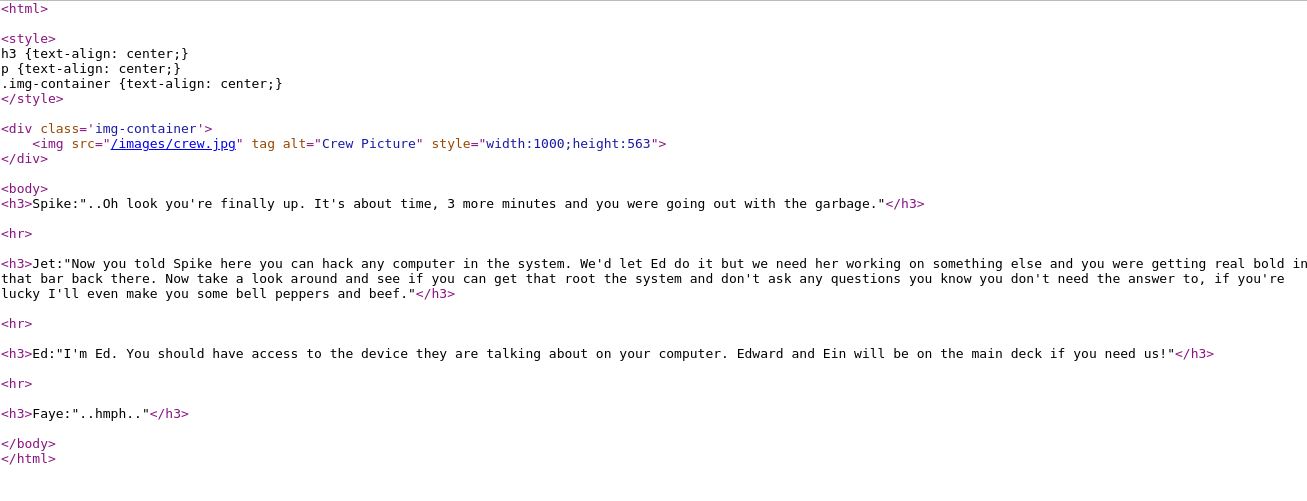 <html>
<style>
h3 {text-align: center;}
p {text-align: center;}
.img-container {text-align: center;}
</style>
<div class='img-container'>
    <img src="/images/crew.jpg" tag alt="Crew Picture" style="width:1000;height:563">
</div>
<body>
<h3>Spike:"..Oh look you're finally up. It's about time, 3 more minutes and you were going out with the garbage."</h3>
<hr>
<h3>Jet:"Now you told Spike here you can hack any computer in the system. We'd let Ed do it but we need her working on something else and you were getting real bold in
that bar back there. Now take a look around and see if you can get that root the system and don't ask any questions you know you don't need the answer to, if you're
lucky I'll even make you some bell peppers and beef."</h3>
<hr>
<h3>Ed:"I'm Ed. You should have access to the device they are talking about on your computer. Edward and Ein will be on the main deck if you need us!"</h3>
<hr>
<h3>Faye:"..hmph.."</h3>
</body>
</html>